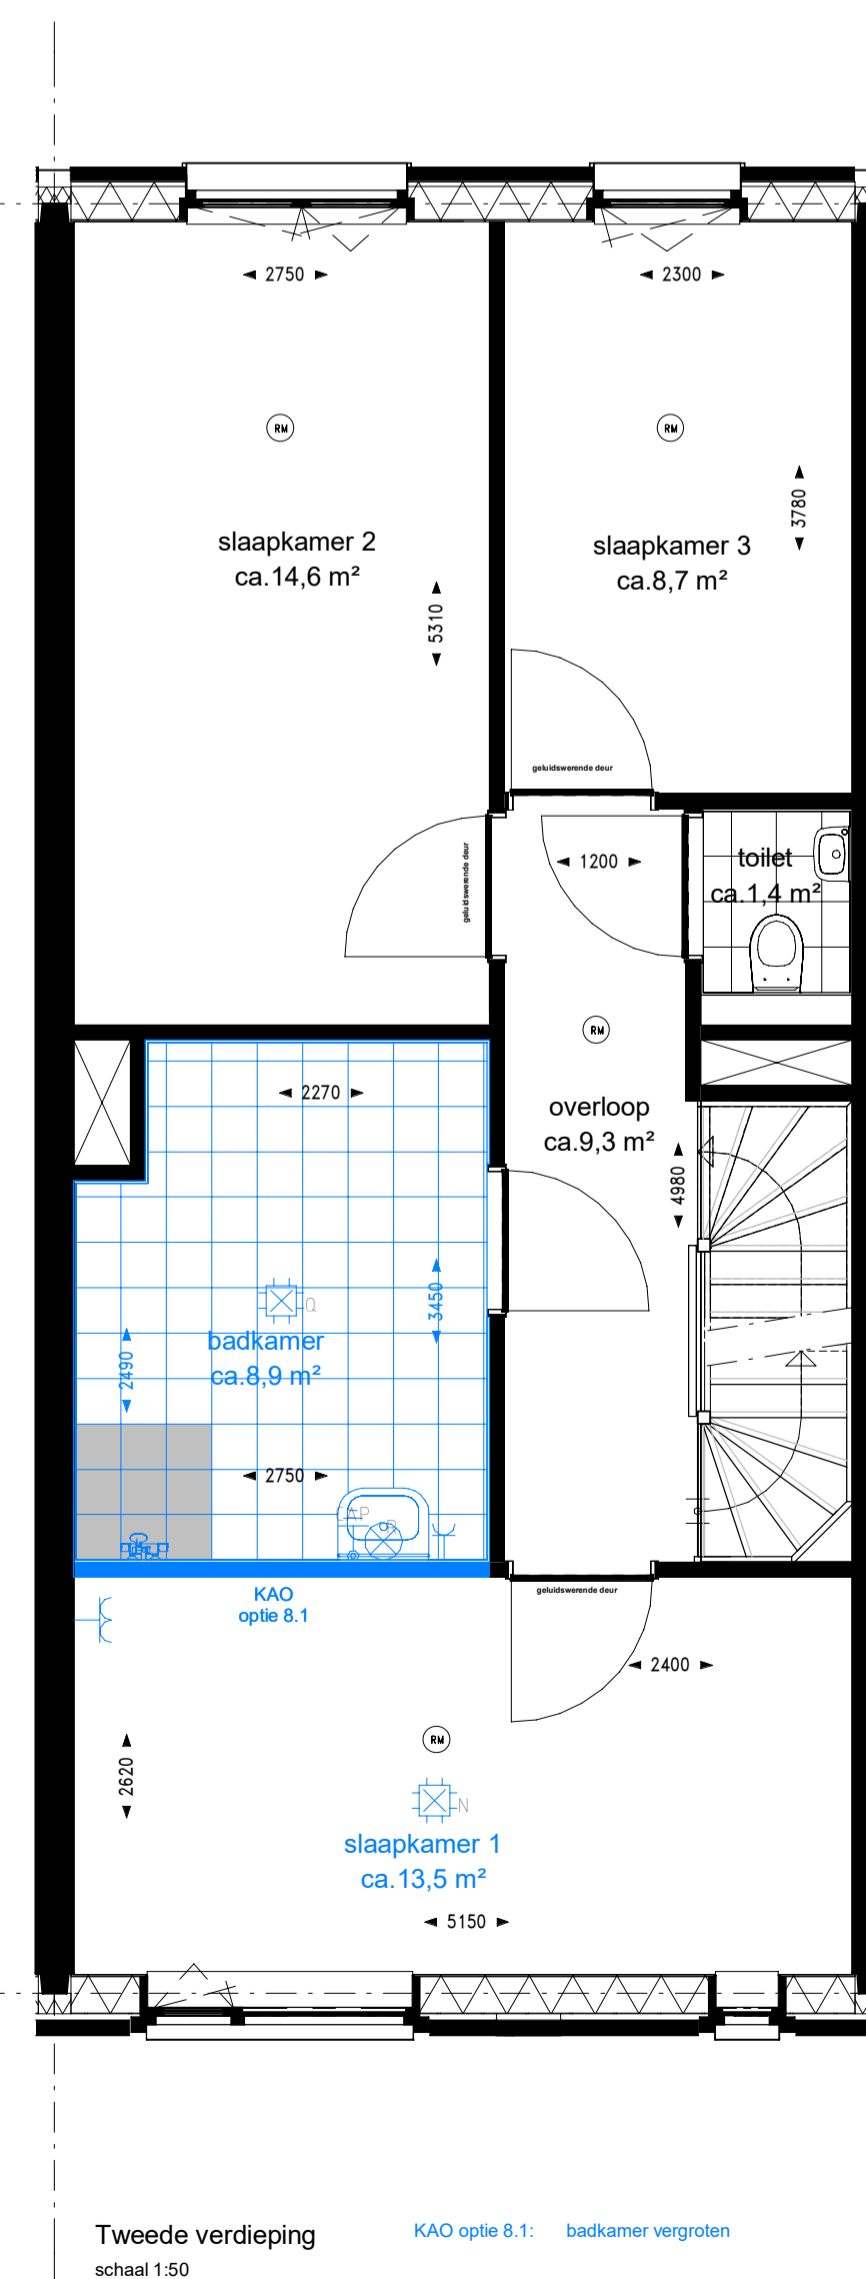 2750
2300
RM
RM
3780
slaapkamer 2
ca.14,6 m²
slaapkamer 3
ca.8,7 m²
5310
geluidswerende deur
geluidswerende deur
1200
toilet
ca.1,4 m²
RM
2270
overloop
ca.9,3 m²
4980
3450
Q
badkamer
ca.8,9 m²
2490
2750
KAO
optie 8.1
geluidswerende deur
2400
RM
2620
N
slaapkamer 1
ca.13,5 m²
5150
Tweede verdieping
KAO optie 8.1: badkamer vergroten
schaal 1:50